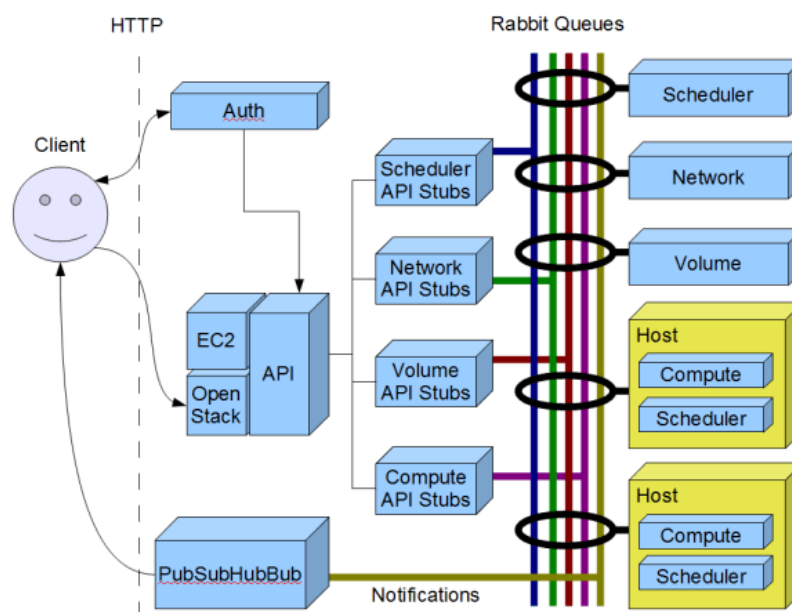 HTTP
Rabbit Queues
Auth
Scheduler
Client
Scheduler
API Stubs
Network
Network
API Stubs
Volume
EC2
API
Open
Stack
Volume
API Stubs
Host
Compute
Scheduler
Compute
API Stubs
Host
Compute
Scheduler
PubSubHubBub
Notifications